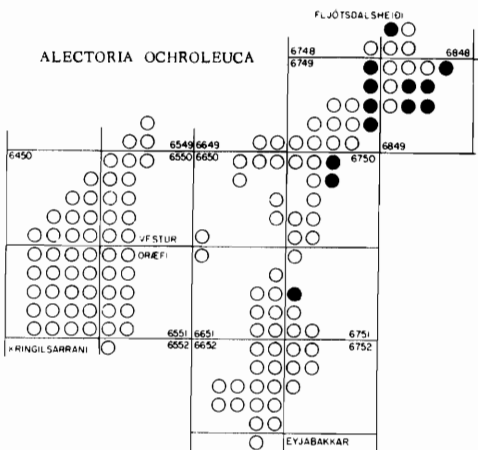 FLJÓTSDALSHEIÐI
ALECTORIA OCHROLEUCA
6748 6848
6749
6549 6649
6450 6550 6650 6750 6849
VESTUR
ÖRÆFI
6551 6651 6751
KRINGILSÁRRANI 6552 6652 6752
EYJABAKKAR